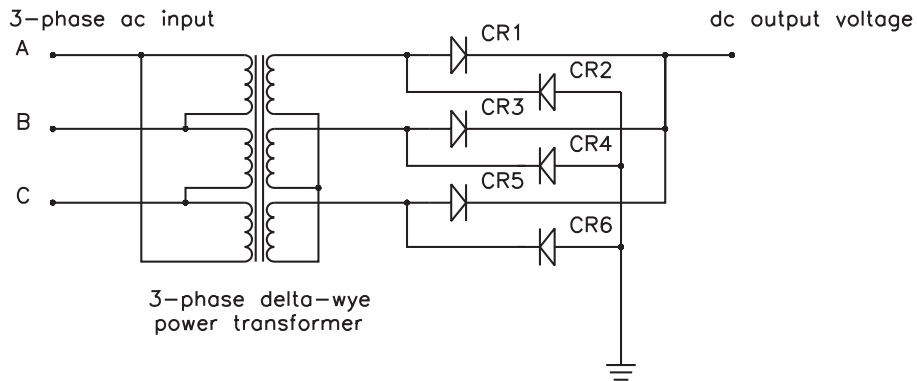 3-phase ac input
dc output voltage
A
CR1
CR2
B
CR3
CR4
C
CR5
CR6
3-phase delta-wye
power transformer